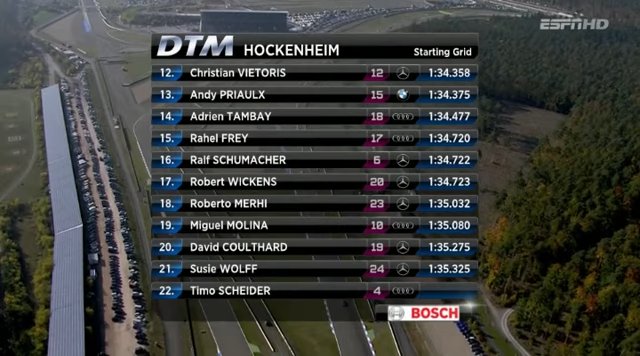 ESPN HD
DTM HOCKENHEIM Starting Grid
12. Christian VIETORIS 12 1:34.358
13. Andy PRIAULX 15 1:34.375
14. Adrien TAMBAY 18 1:34.477
15. Rahel FREY 17 1:34.720
16. Ralf SCHUMACHER 6 1:34.722
17. Robert WICKENS 20 1:34.723
18. Roberto MERHI 23 1:35.032
19. Miguel MOLINA 10 1:35.080
20. David COULTHARD 19 1:35.275
21. Susie WOLFF 24 1:35.325
22. Timo SCHEIDER 4
BOSCH